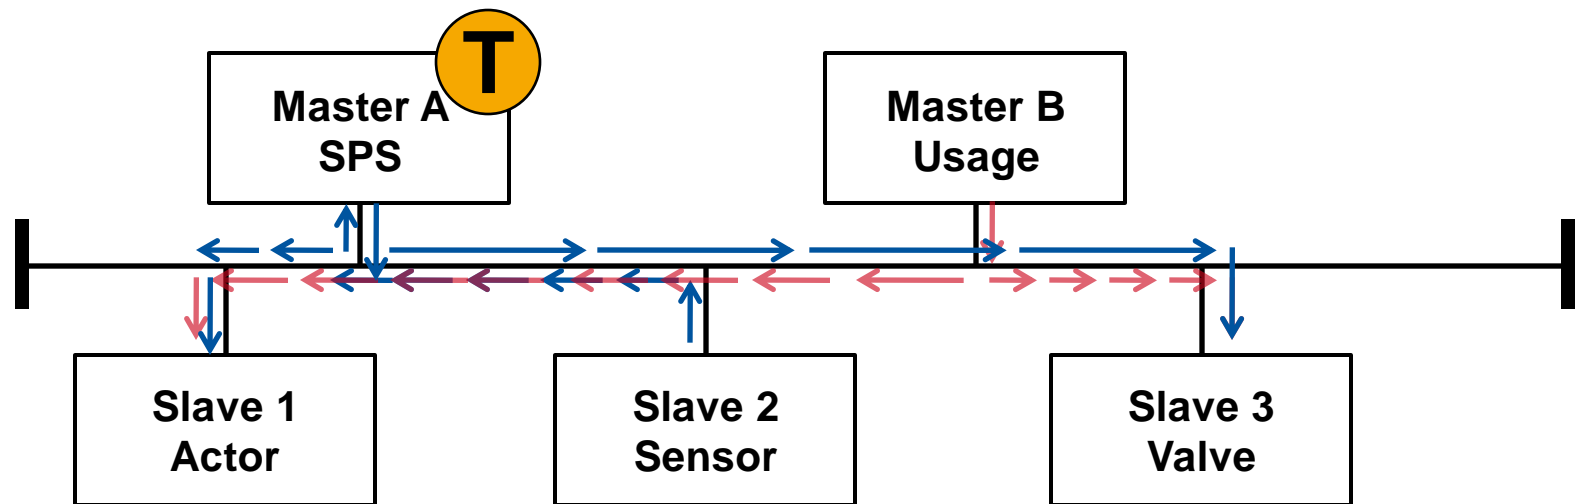 T
Master A
SPS
Master B
Usage
Slave 1
Actor
Slave 2
Sensor
Slave 3
Valve